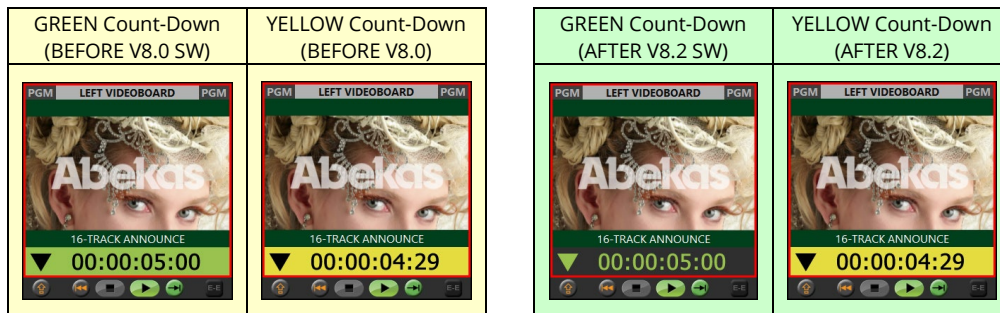 GREEN Count-Down
(BEFORE V8.0 SW)
PGM LEFT VIDEOBOARD PGM
Abekas
16-TRACK ANNOUNCE
00:00:05:00
E-E
YELLOW Count-Down
(BEFORE V8.0)
PGM LEFT VIDEOBOARD PGM
Abekas
16-TRACK ANNOUNCE
00:00:04:29
E-E
GREEN Count-Down
(AFTER V8.2 SW)
PGM LEFT VIDEOBOARD PGM
Abekas
16-TRACK ANNOUNCE
00:00:05:00
E-E
YELLOW Count-Down
(AFTER V8.2)
PGM LEFT VIDEOBOARD PGM
Abekas
16-TRACK ANNOUNCE
00:00:04:29
E-E